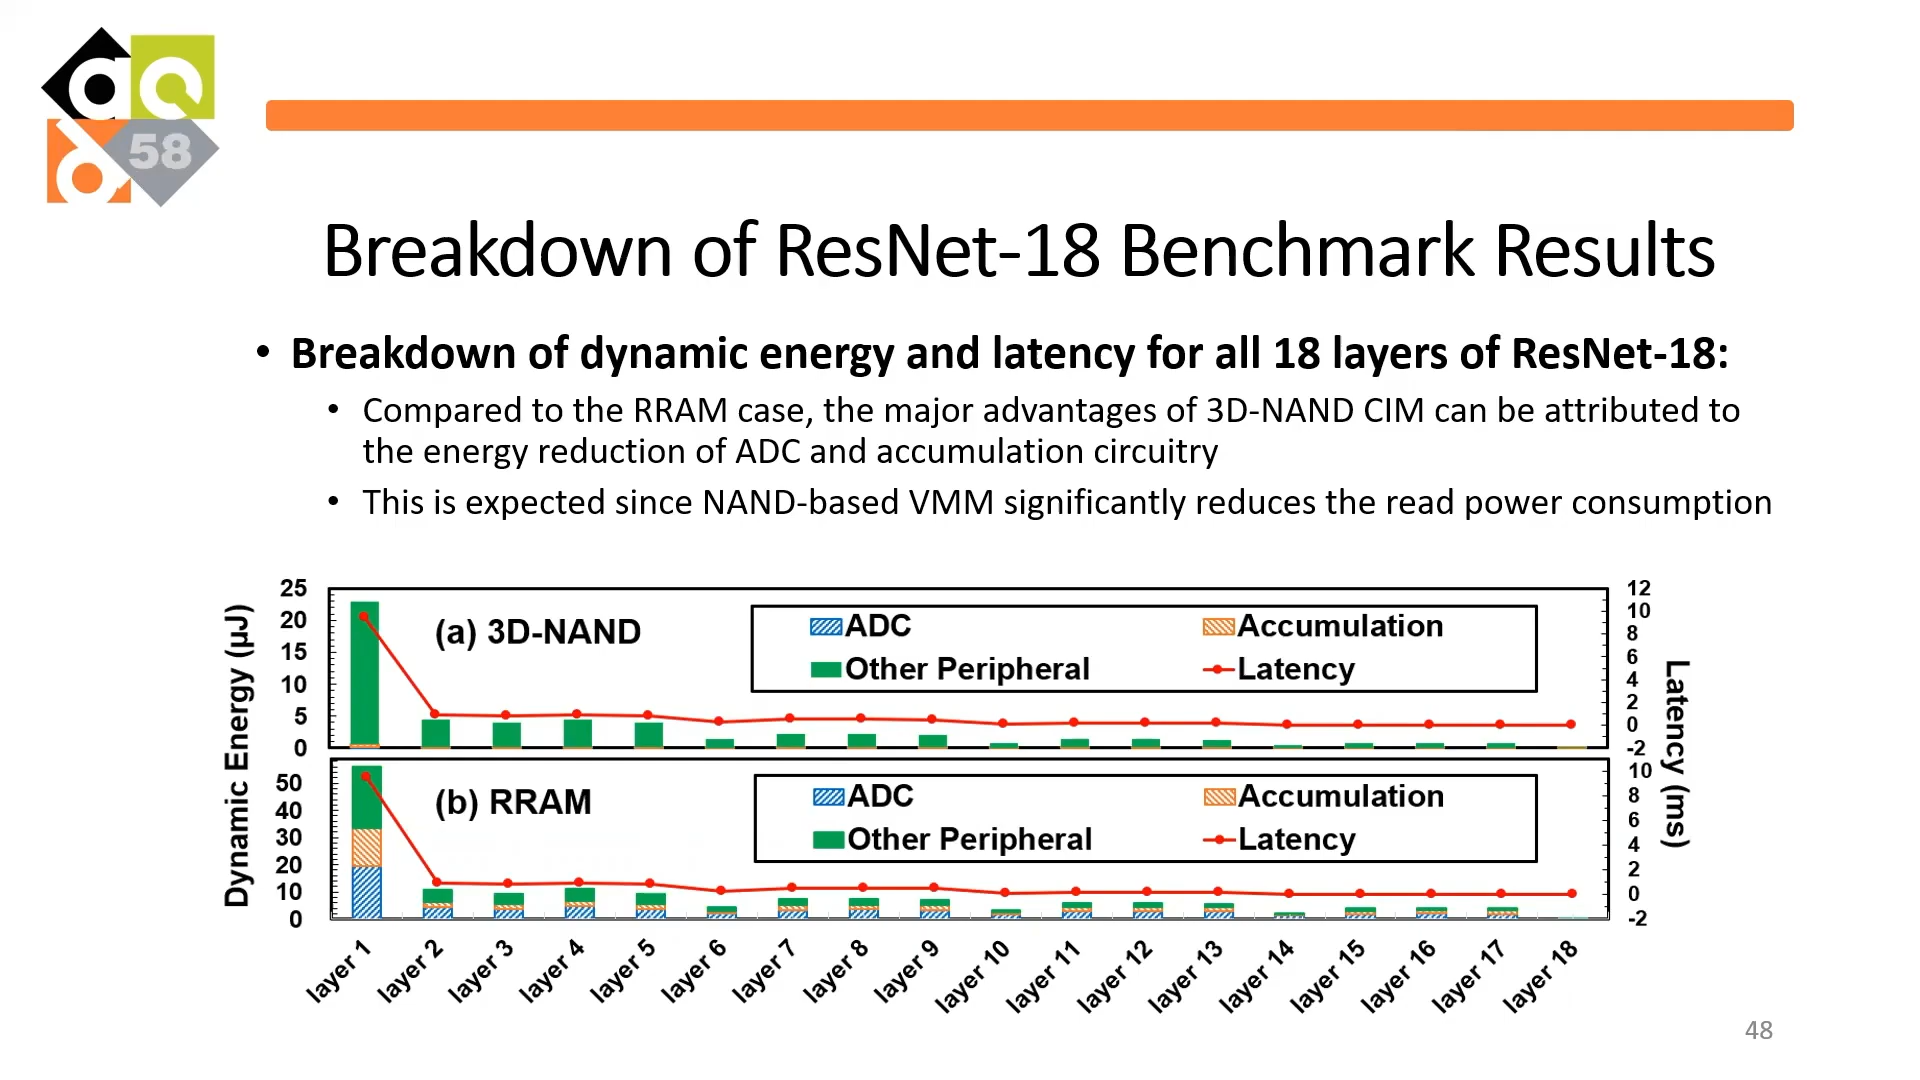 58
Breakdown of ResNet-18 Benchmark Results
• Breakdown of dynamic energy and latency for all 18 layers of ResNet-18:
• Compared to the RRAM case, the major advantages of 3D-NAND CIM can be attributed to
the energy reduction of ADC and accumulation circuitry
• This is expected since NAND-based VMM significantly reduces the read power consumption
Dynamic Energy (µJ)
25
20
15
10
5
0
(a) 3D-NAND
ADC
Accumulation
Other Peripheral
Latency
12
10
8
6
4
2
0
-2
Latency (ms)
50
40
30
20
10
0
(b) RRAM
ADC
Accumulation
Other Peripheral
Latency
10
8
6
4
2
0
-2
layer 1
layer 2
layer 3
layer 4
layer 5
layer 6
layer 7
layer 8
layer 9
layer 10
layer 11
layer 12
layer 13
layer 14
layer 15
layer 16
layer 17
layer 18
48